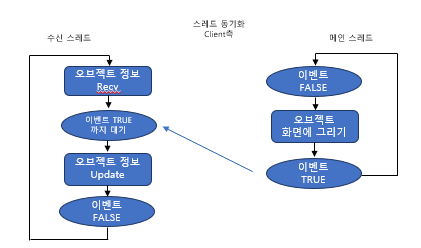 스레드 동기화
Client측
수신 스레드
오브젝트 정보
Recv
이벤트 TRUE
까지 대기
오브젝트 정보
Update
이벤트
FALSE
메인 스레드
이벤트
FALSE
오브젝트
화면에 그리기
이벤트
TRUE